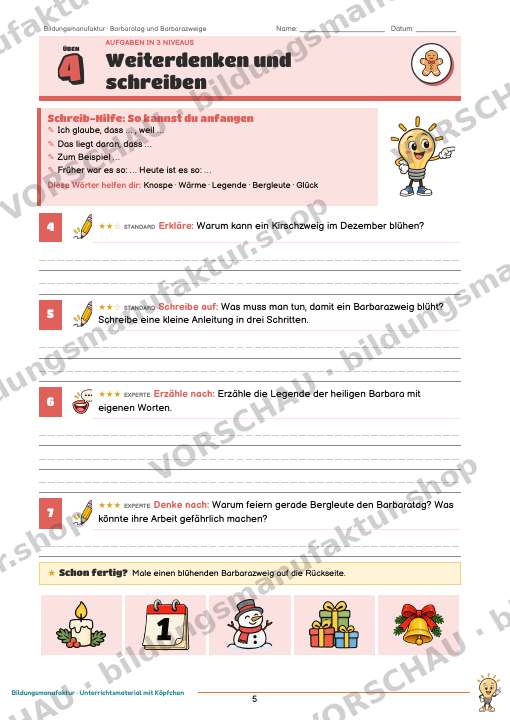 Bildungsmanufaktur · Barbaratag und Barbarazweige Name: ____________ Datum: ____________
ÜBEN
4
AUFGABEN IN 3 NIVEAUS
Weiterdenken und
schreiben
Schreib-Hilfe: So kannst du anfangen
✎ Ich glaube, dass ..., weil ...
✎ Das liegt daran, dass ...
✎ Zum Beispiel ...
✎ Früher war es so: ... Heute ist es so: ...
Diese Wörter helfen dir: Knospe · Wärme · Legende · Bergleute · Glück
4 ★★☆ STANDARD Erkläre: Warum kann ein Kirschzweig im Dezember blühen?
5 ★★☆ STANDARD Schreibe auf: Was muss man tun, damit ein Barbarazweig blüht?
Schreibe eine kleine Anleitung in drei Schritten.
6 ★★★ EXPERTE Erzähle nach: Erzähle die Legende der heiligen Barbara mit
eigenen Worten.
7 ★★★ EXPERTE Denke nach: Warum feiern gerade Bergleute den Barbaratag? Was
könnte ihre Arbeit gefährlich machen?
★ Schon fertig? Male einen blühenden Barbarazweig auf die Rückseite.
1
Bildungsmanufaktur · Unterrichtsmaterial mit Köpfchen
5
VORSCHAU · bildungsmanufaktur.shop